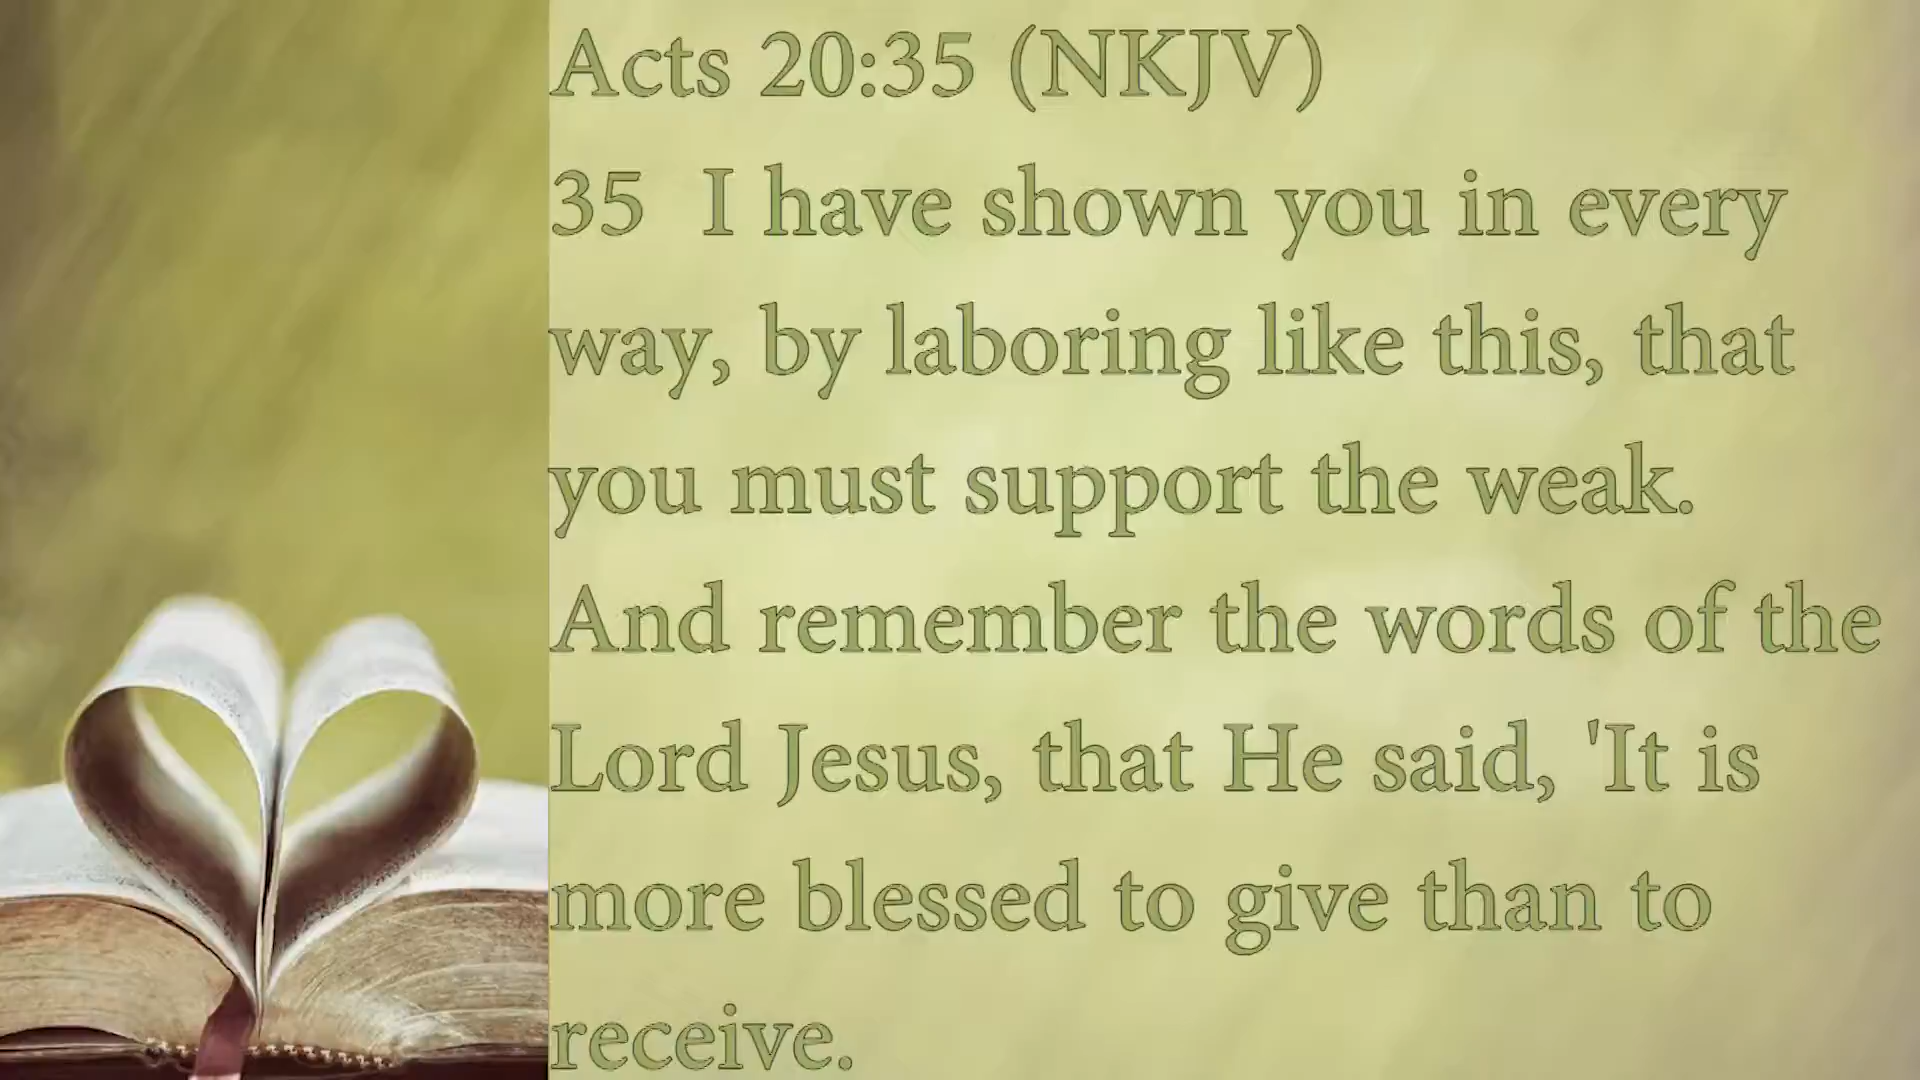 Acts 20:35 (NKJV)
35 I have shown you in every
way, by laboring like this, that
you must support the weak.
And remember the words of the
Lord Jesus, that He said, 'It is
more blessed to give than to
receive.